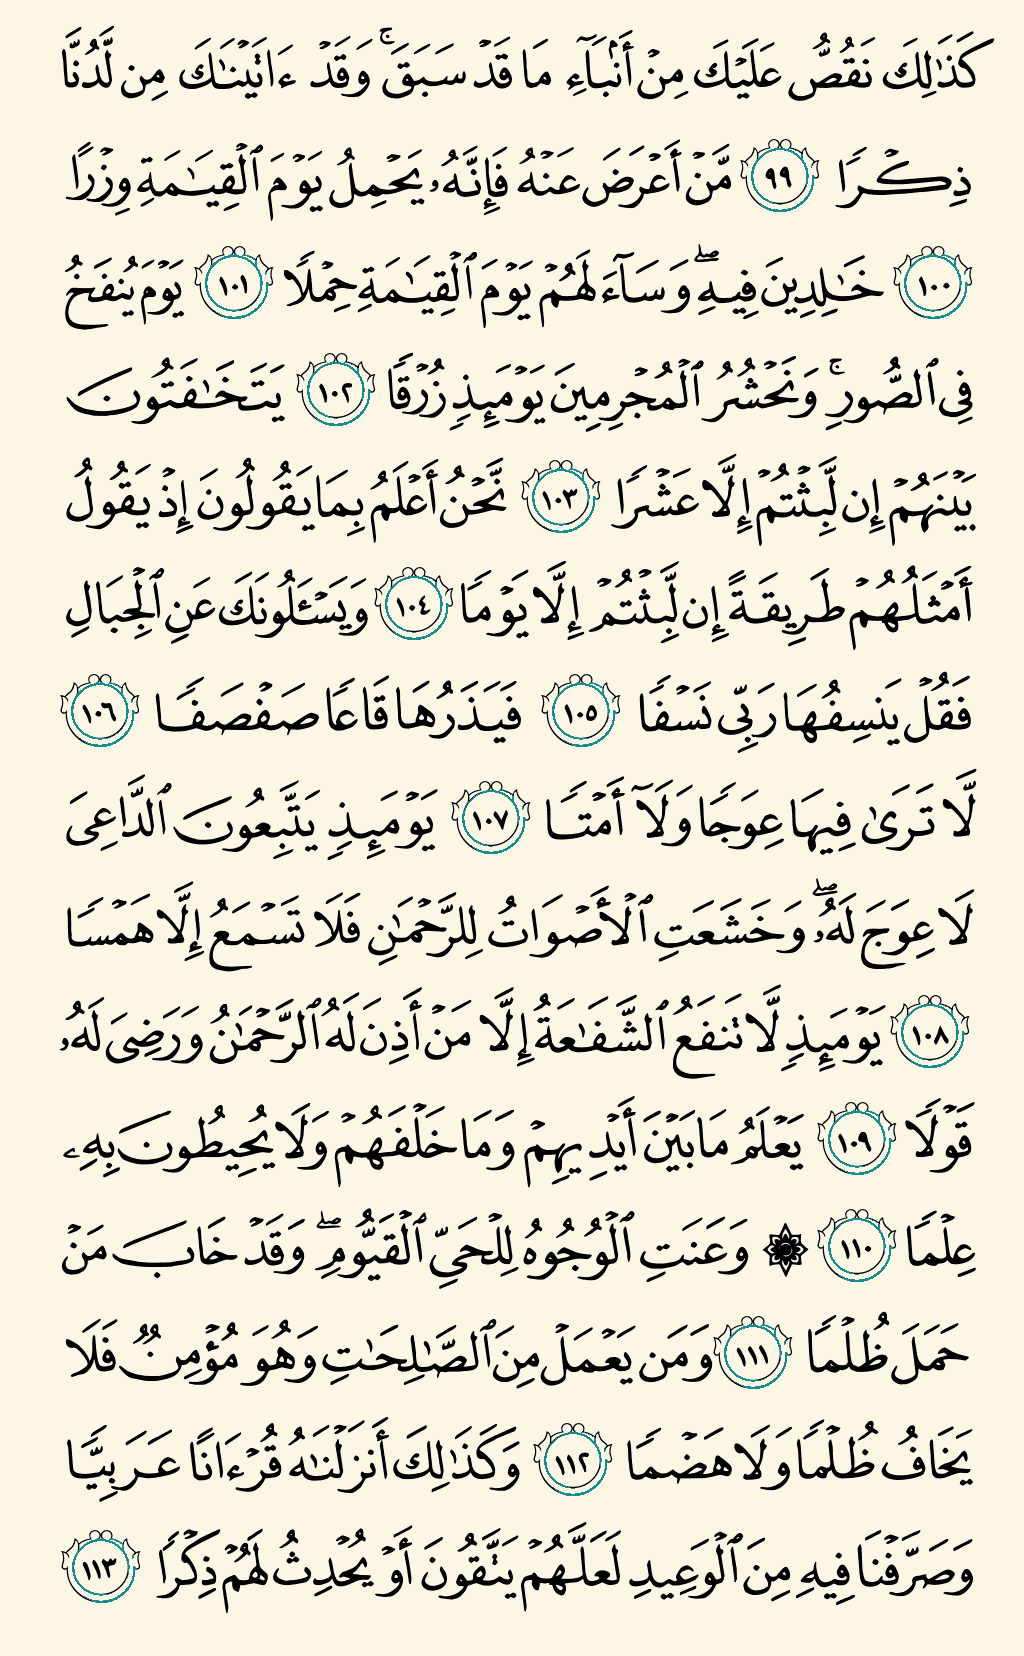 كَذَٰلِكَ نَقُصُّ عَلَيۡكَ مِنۡ أَنۢبَآءِ مَا قَدۡ سَبَقَۚ وَقَدۡ ءَاتَيۡنَٰكَ مِن لَّدُنَّا
ذِكۡرٗا ٩٩ مَّنۡ أَعۡرَضَ عَنۡهُ فَإِنَّهُۥ يَحۡمِلُ يَوۡمَ ٱلۡقِيَٰمَةِ وِزۡرًا
١٠٠ خَٰلِدِينَ فِيهِۖ وَسَآءَ لَهُمۡ يَوۡمَ ٱلۡقِيَٰمَةِ حِمۡلٗا ١٠١ يَوۡمَ يُنفَخُ
فِي ٱلصُّورِۚ وَنَحۡشُرُ ٱلۡمُجۡرِمِينَ يَوۡمَئِذٖ زُرۡقٗا ١٠٢ يَتَخَٰفَتُونَ
بَيۡنَهُمۡ إِن لَّبِثۡتُمۡ إِلَّا عَشۡرٗا ١٠٣ نَّحۡنُ أَعۡلَمُ بِمَا يَقُولُونَ إِذۡ يَقُولُ
أَمۡثَلُهُمۡ طَرِيقَةً إِن لَّبِثۡتُمۡ إِلَّا يَوۡمٗا ١٠٤ وَيَسۡـَٔلُونَكَ عَنِ ٱلۡجِبَالِ
فَقُلۡ يَنسِفُهَا رَبِّي نَسۡفٗا ١٠٥ فَيَذَرُهَا قَاعٗا صَفۡصَفٗا ١٠٦
لَّا تَرَىٰ فِيهَا عِوَجٗا وَلَآ أَمۡتٗا ١٠٧ يَوۡمَئِذٖ يَتَّبِعُونَ ٱلدَّاعِيَ
لَا عِوَجَ لَهُۥۖ وَخَشَعَتِ ٱلۡأَصۡوَاتُ لِلرَّحۡمَٰنِ فَلَا تَسۡمَعُ إِلَّا هَمۡسٗا
١٠٨ يَوۡمَئِذٖ لَّا تَنفَعُ ٱلشَّفَٰعَةُ إِلَّا مَنۡ أَذِنَ لَهُ ٱلرَّحۡمَٰنُ وَرَضِيَ لَهُۥ
قَوۡلٗا ١٠٩ يَعۡلَمُ مَا بَيۡنَ أَيۡدِيهِمۡ وَمَا خَلۡفَهُمۡ وَلَا يُحِيطُونَ بِهِۦ
عِلۡمٗا ١١٠ ۞ وَعَنَتِ ٱلۡوُجُوهُ لِلۡحَيِّ ٱلۡقَيُّومِۖ وَقَدۡ خَابَ مَنۡ
حَمَلَ ظُلۡمٗا ١١١ وَمَن يَعۡمَلۡ مِنَ ٱلصَّٰلِحَٰتِ وَهُوَ مُؤۡمِنٞ فَلَا
يَخَافُ ظُلۡمٗا وَلَا هَضۡمٗا ١١٢ وَكَذَٰلِكَ أَنزَلۡنَٰهُ قُرۡءَانًا عَرَبِيّٗا
وَصَرَّفۡنَا فِيهِ مِنَ ٱلۡوَعِيدِ لَعَلَّهُمۡ يَتَّقُونَ أَوۡ يُحۡدِثُ لَهُمۡ ذِكۡرٗا ١١٣